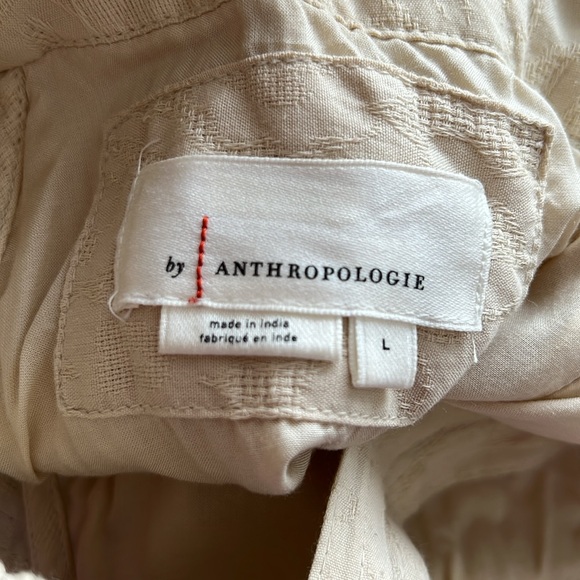 by ANTHROPOLOGIE
made in india
fabriqué en inde
L